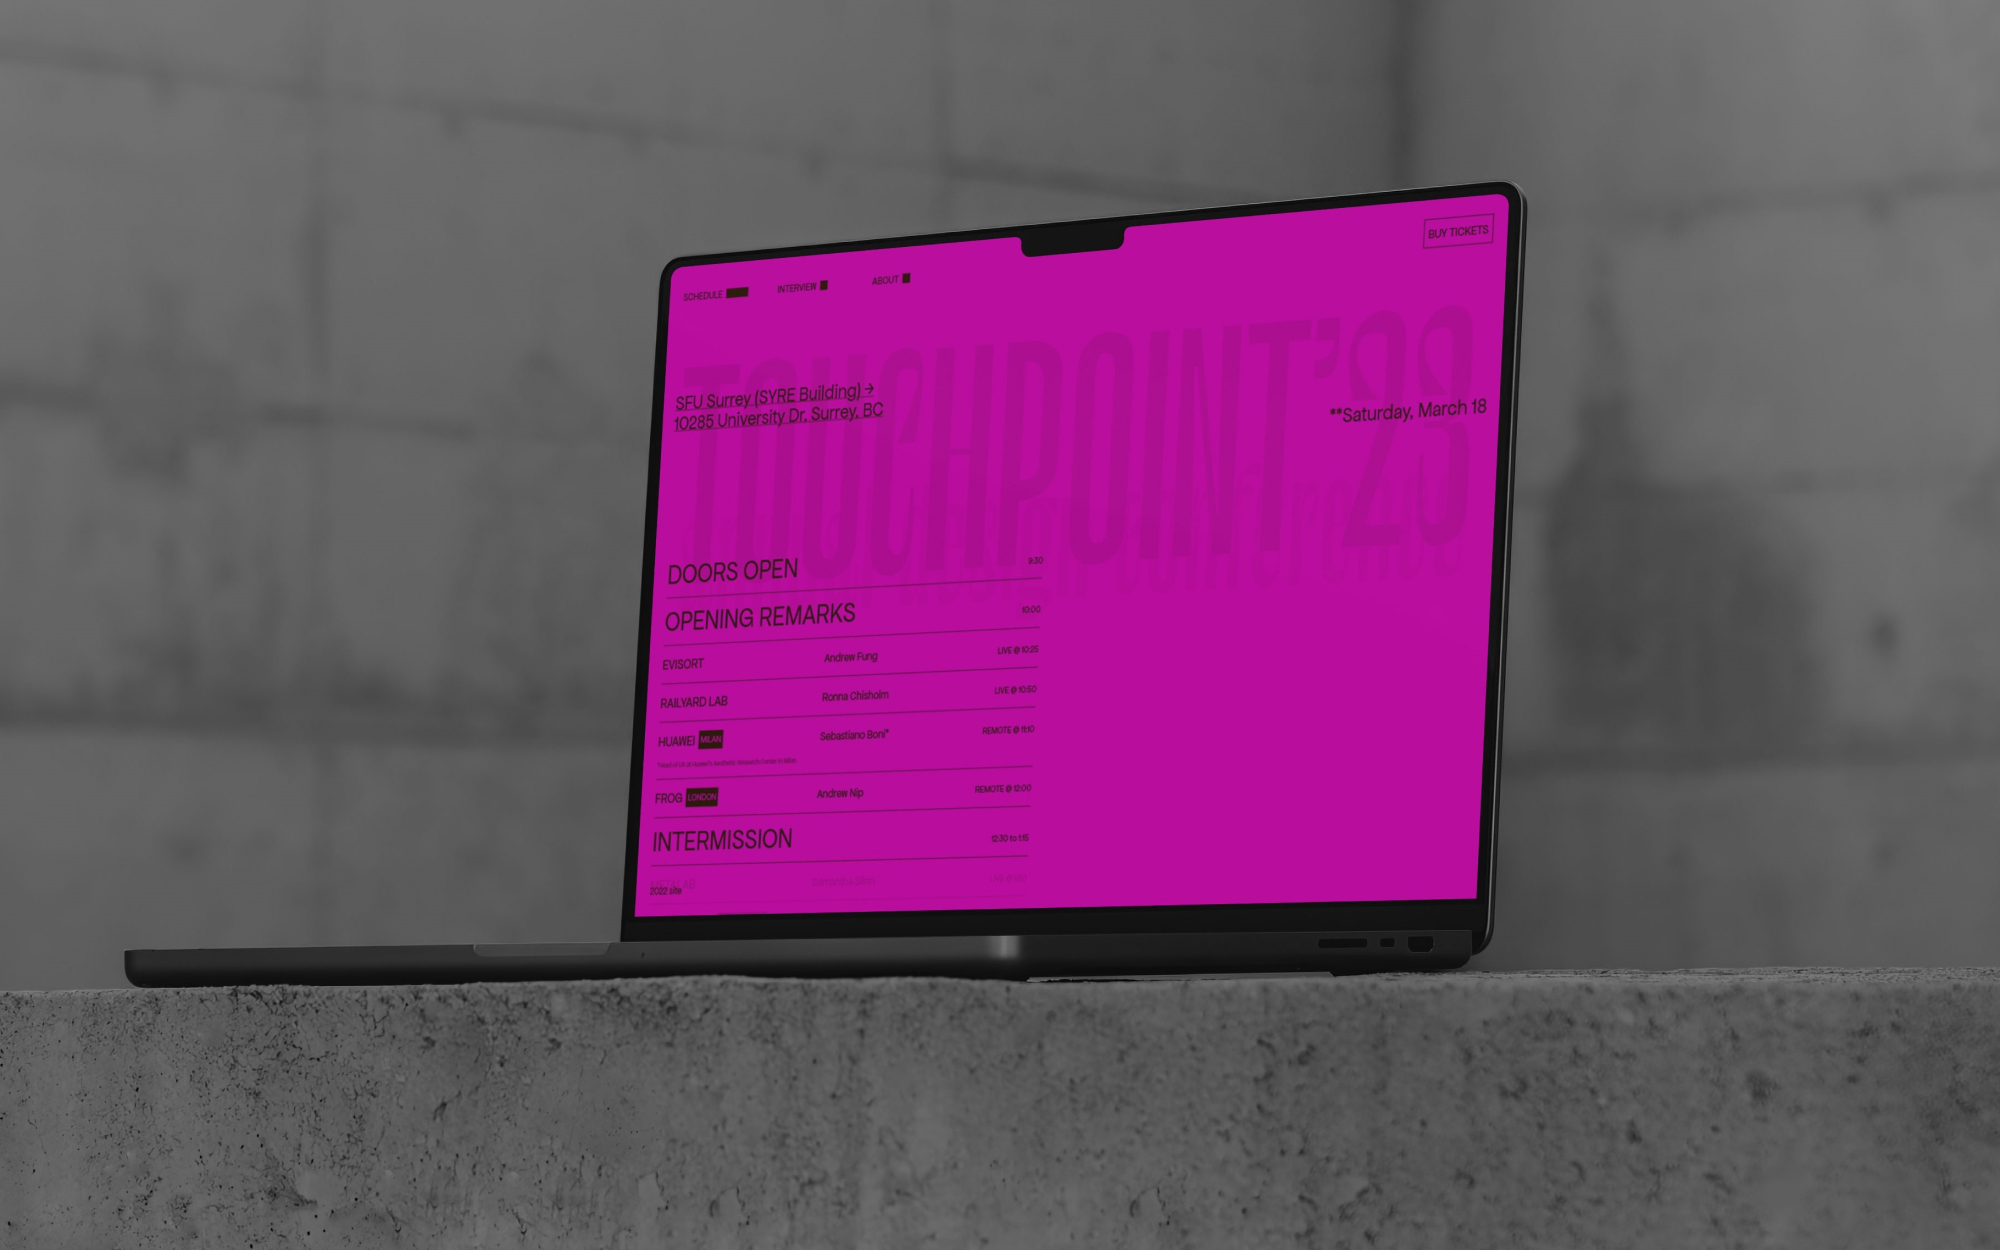 BUY TICKETS
SCHEDULE
INTERVIEW
ABOUT
TOUCHPOINT'23
SFU Surrey (SYRE Building) →
10285 University Dr, Surrey, BC
**Saturday, March 18
design conference
DOORS OPEN 9:30
OPENING REMARKS 10:00
EVISORT Andrew Fung LIVE @ 10:25
RAILYARD LAB Ronna Chisholm LIVE @ 10:50
HUAWEI MILAN Sebastiano Boni* REMOTE @ 11:10
FROG LONDON Andrew Nip REMOTE @ 12:00
INTERMISSION 12:30 to 1:15
2022 site